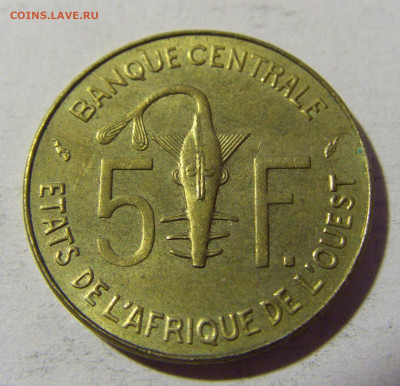 COINS.LAVE.RU
BANQUE CENTRALE
5 F.
ETATS DE L'AFRIQUE DE L'OUEST